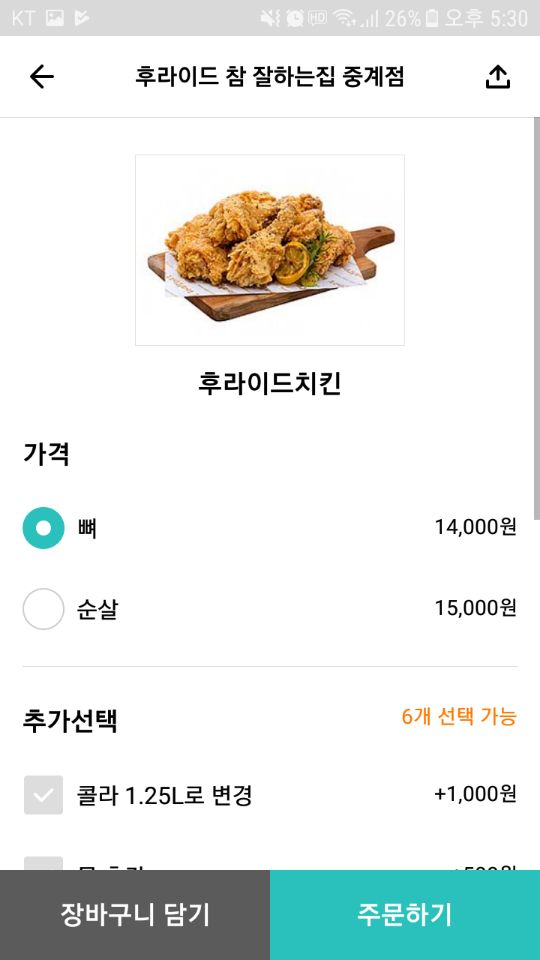 KT HD 26% 오후 5:30
후라이드 참 잘하는집 중계점
후라이드치킨
가격
뼈 14,000원
순살 15,000원
추가선택 6개 선택 가능
콜라 1.25L로 변경 +1,000원
장바구니 담기 주문하기